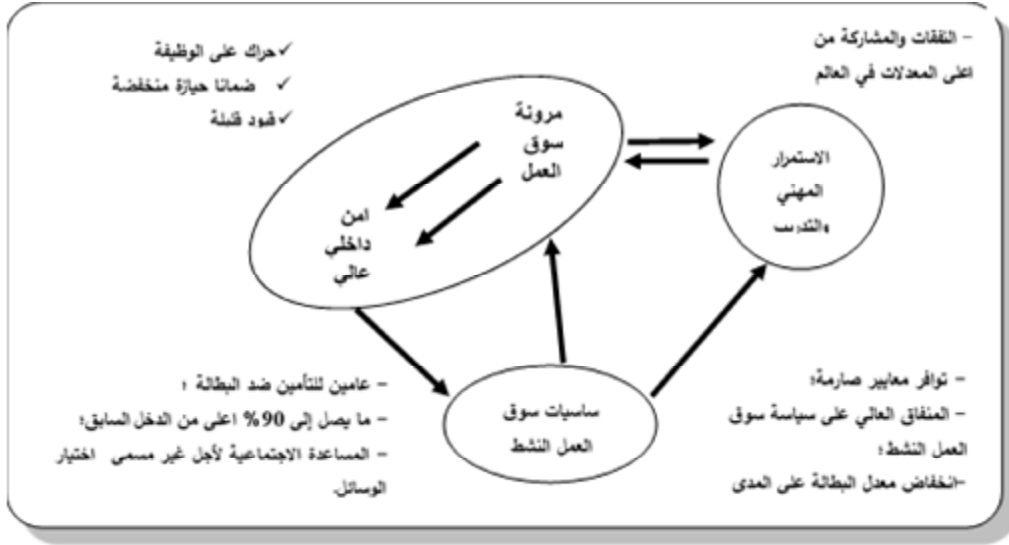 ✓حراك على الوظيفة
✓ ضمانا حيازة منخفضة
✓قيود قليلة
- النفقات والمشاركة من
اعلى المعدلات في العالم
مرونة
سوق
العمل
امن
داخلي
عالي
الاستمرار
المهني
والتدريب
- عامين للتأمين ضد البطالة ؛
- ما يصل إلى 90% اعلى من الدخل السابق؛
- المساعدة الاجتماعية لأجل غير مسمى اختيار
الوسائل.
ساسيات سوق
العمل النشط
- توافر معايير صارمة؛
- المنفاق العالي على سياسة سوق
العمل النشط؛
-انخفاض معدل البطالة على المدى